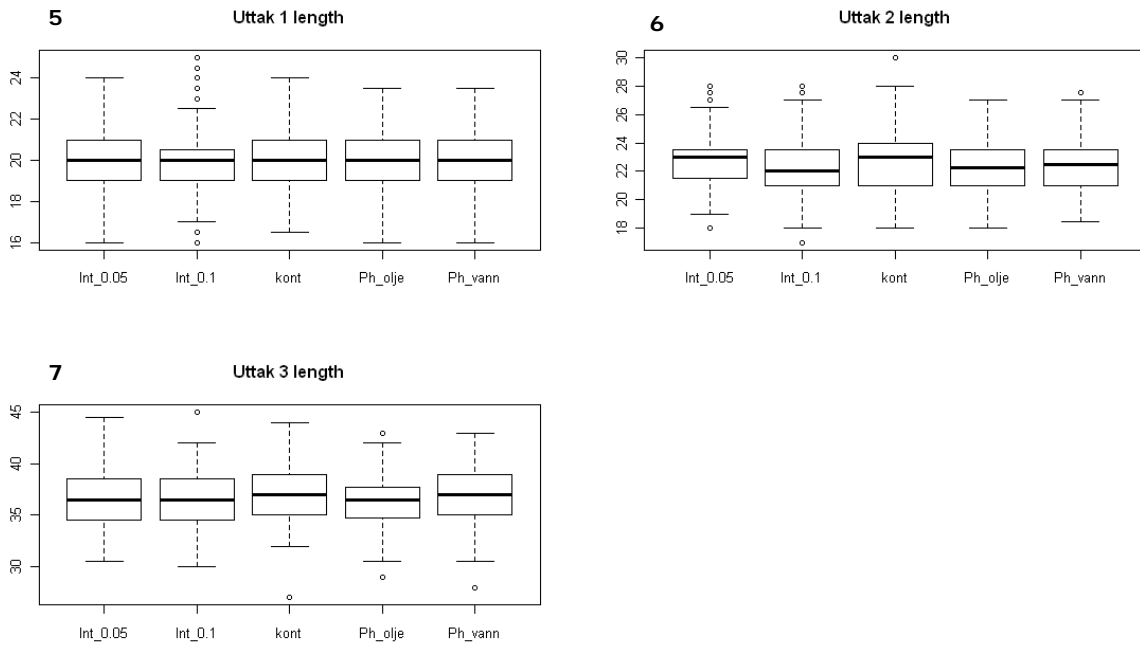 5 Uttak 1 length
24
22
20
18
16
Int_0.05 Int_0.1 kont Ph_olje Ph_vann
6 Uttak 2 length
30
28
26
24
22
20
18
Int_0.05 Int_0.1 kont Ph_olje Ph_vann
7 Uttak 3 length
45
40
35
30
Int_0.05 Int_0.1 kont Ph_olje Ph_vann